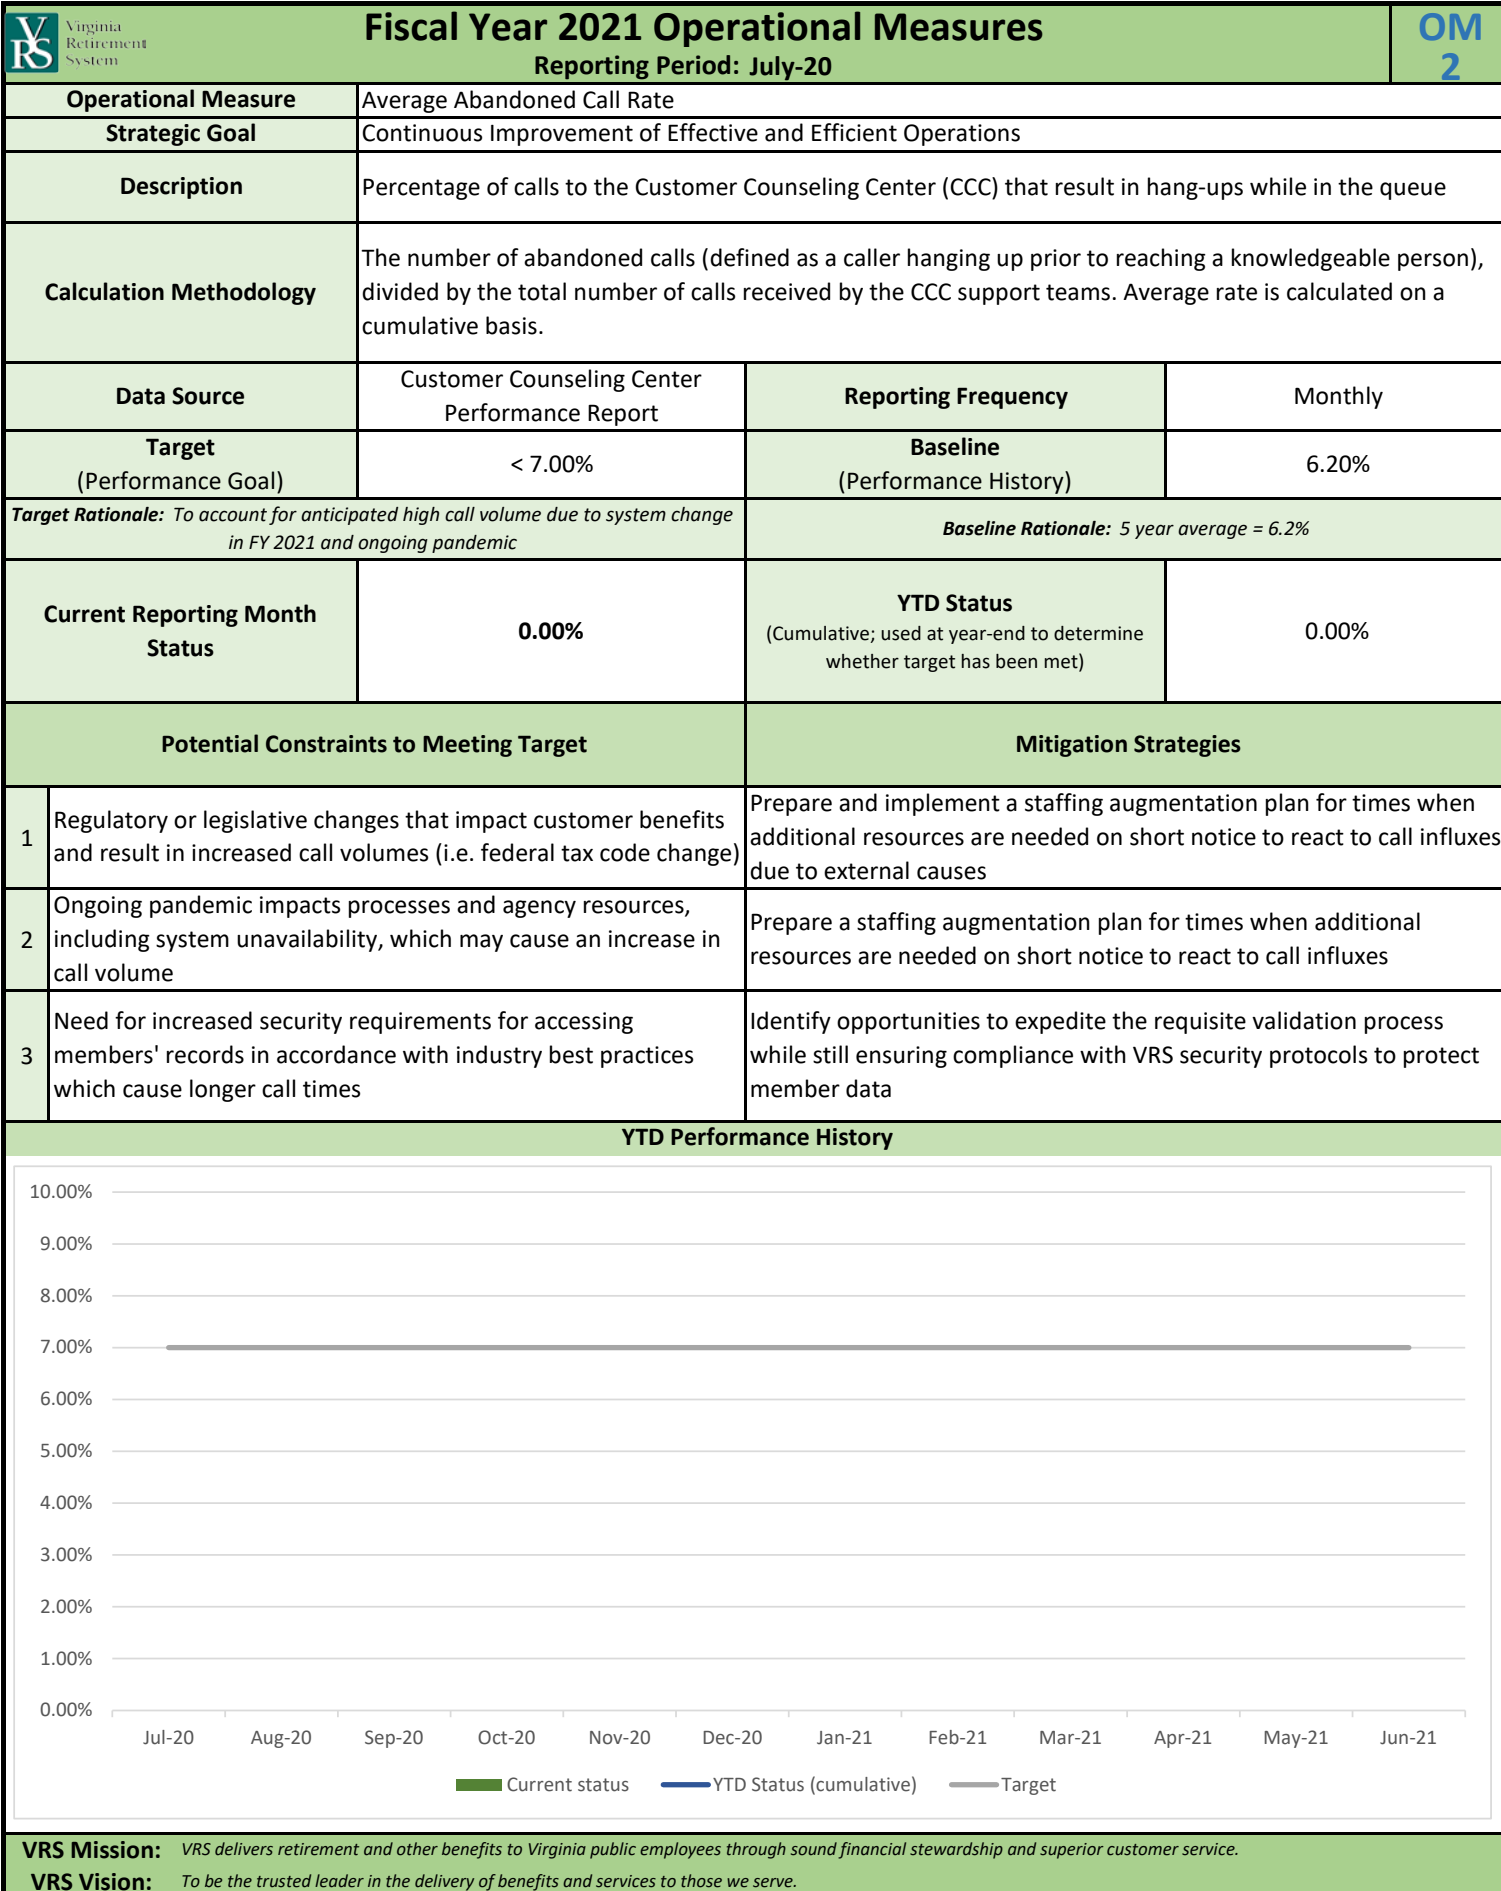 VRS
Virginia
Retirement
System
Fiscal Year 2021 Operational Measures
Reporting Period: July-20
OM
2
Operational Measure
Average Abandoned Call Rate
Strategic Goal
Continuous Improvement of Effective and Efficient Operations
Description
Percentage of calls to the Customer Counseling Center (CCC) that result in hang-ups while in the queue
Calculation Methodology
The number of abandoned calls (defined as a caller hanging up prior to reaching a knowledgeable person),
divided by the total number of calls received by the CCC support teams. Average rate is calculated on a
cumulative basis.
Data Source
Customer Counseling Center
Performance Report
Reporting Frequency
Monthly
Target
(Performance Goal)
< 7.00%
Baseline
(Performance History)
6.20%
Target Rationale: To account for anticipated high call volume due to system change
in FY 2021 and ongoing pandemic
Baseline Rationale: 5 year average = 6.2%
Current Reporting Month
Status
0.00%
YTD Status
(Cumulative; used at year-end to determine
whether target has been met)
0.00%
Potential Constraints to Meeting Target
Mitigation Strategies
1
Regulatory or legislative changes that impact customer benefits
and result in increased call volumes (i.e. federal tax code change)
Prepare and implement a staffing augmentation plan for times when
additional resources are needed on short notice to react to call influxes
due to external causes
2
Ongoing pandemic impacts processes and agency resources,
including system unavailability, which may cause an increase in
call volume
Prepare a staffing augmentation plan for times when additional
resources are needed on short notice to react to call influxes
3
Need for increased security requirements for accessing
members' records in accordance with industry best practices
which cause longer call times
Identify opportunities to expedite the requisite validation process
while still ensuring compliance with VRS security protocols to protect
member data
YTD Performance History
10.00%
9.00%
8.00%
7.00%
6.00%
5.00%
4.00%
3.00%
2.00%
1.00%
0.00%
Jul-20 Aug-20 Sep-20 Oct-20 Nov-20 Dec-20 Jan-21 Feb-21 Mar-21 Apr-21 May-21 Jun-21
Current status YTD Status (cumulative) Target
VRS Mission: VRS delivers retirement and other benefits to Virginia public employees through sound financial stewardship and superior customer service.
VRS Vision: To be the trusted leader in the delivery of benefits and services to those we serve.